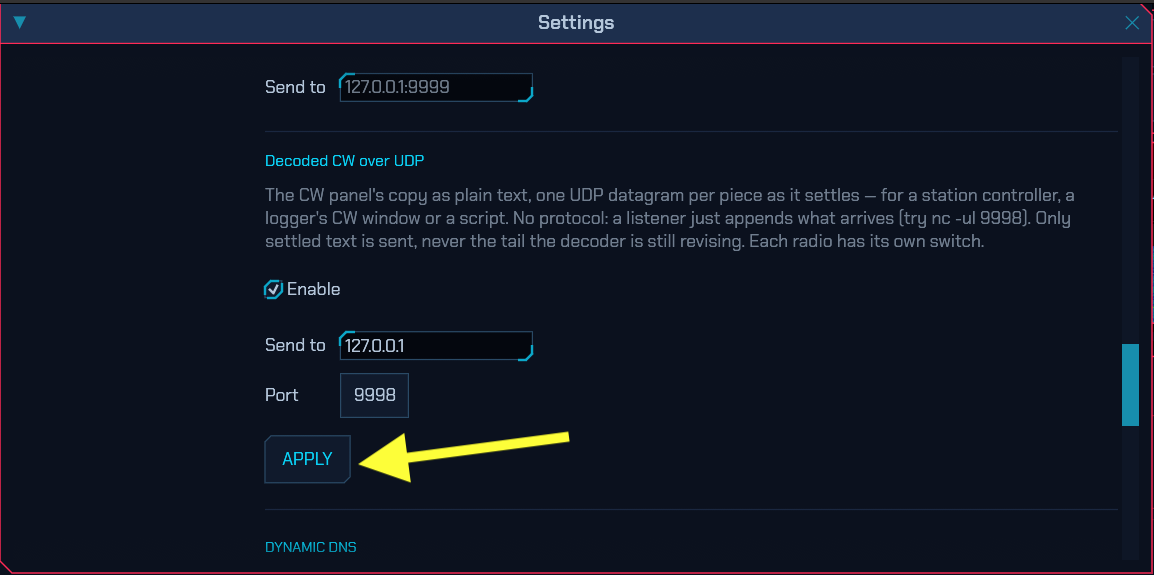 Settings
Send to 127.0.0.1:9999
Decoded CW over UDP
The CW panel's copy as plain text, one UDP datagram per piece as it settles — for a station controller, a
logger's CW window or a script. No protocol: a listener just appends what arrives (try nc -ul 9998). Only
settled text is sent, never the tail the decoder is still revising. Each radio has its own switch.
Enable
Send to 127.0.0.1
Port 9998
APPLY
DYNAMIC DNS